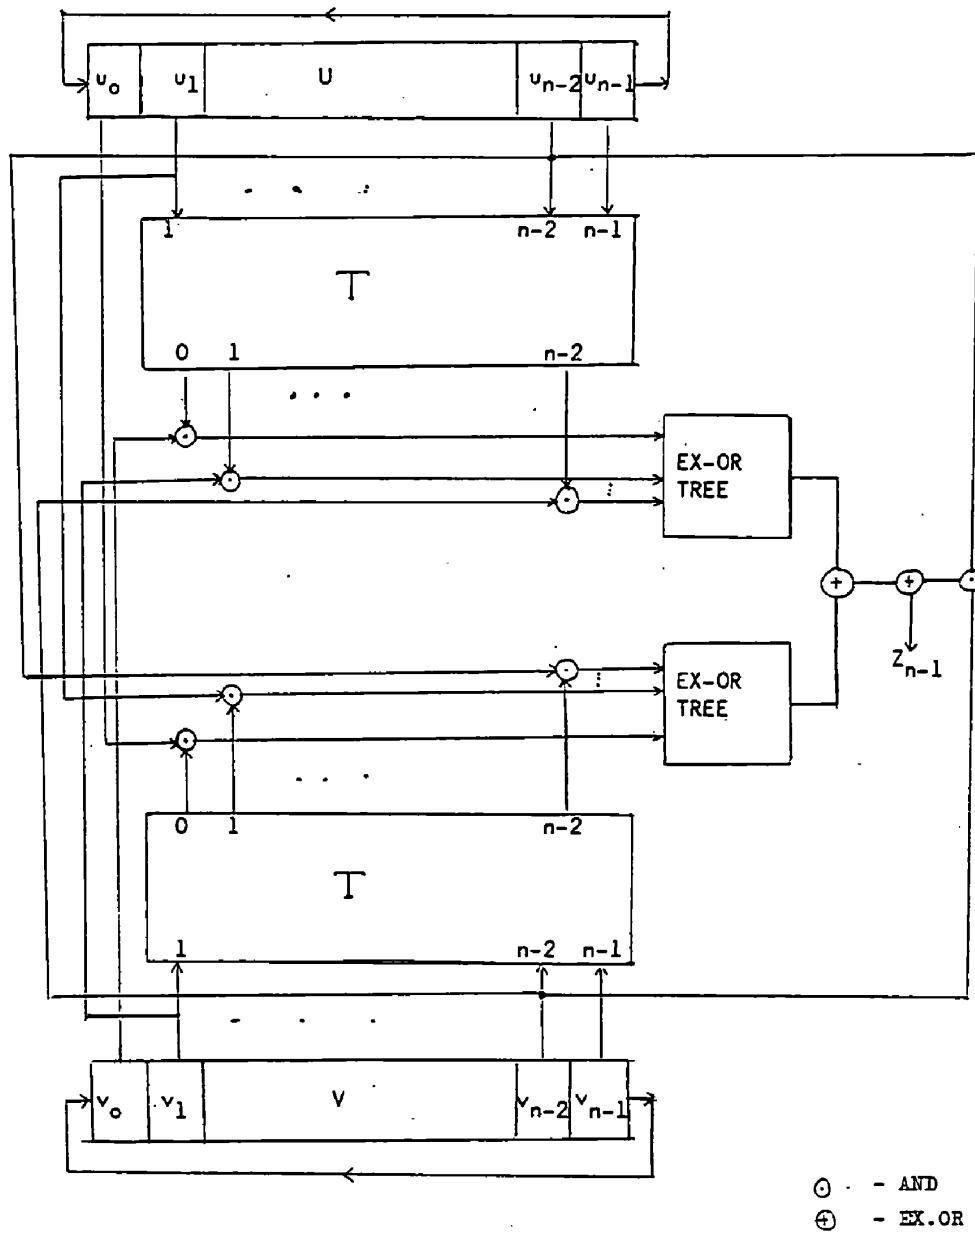 u0 u1 U un-2 un-1
1 n-2 n-1
T
0 1 n-2
EX-OR
TREE
Zn-1
EX-OR
TREE
0 1 n-2
T
1 n-2 n-1
v0 v1 V vn-2 vn-1
- AND
- EX.OR